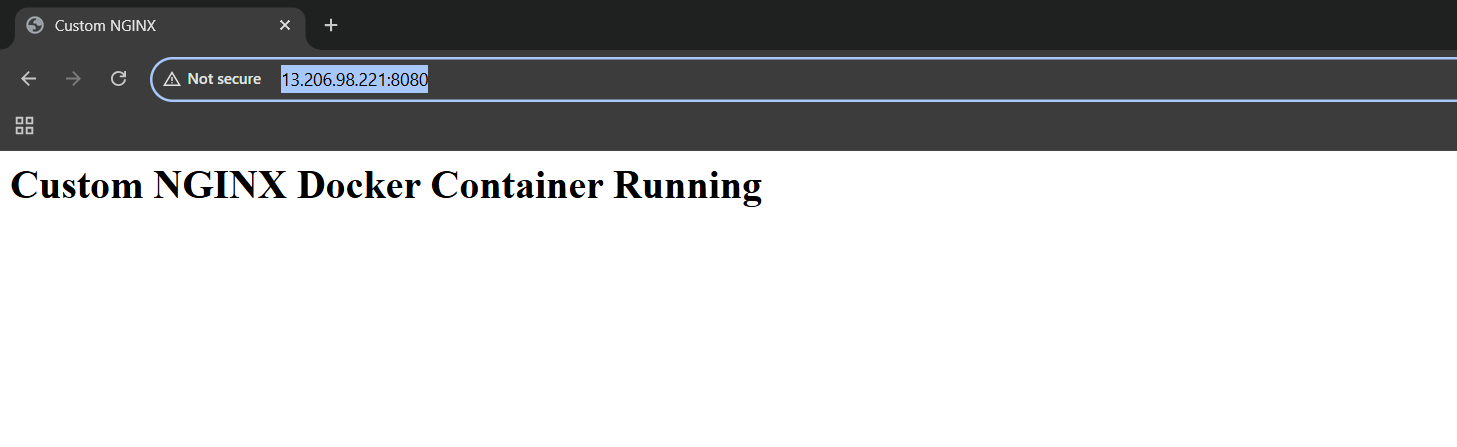 Custom NGINX
Not secure 13.206.98.221:8080
Custom NGINX Docker Container Running